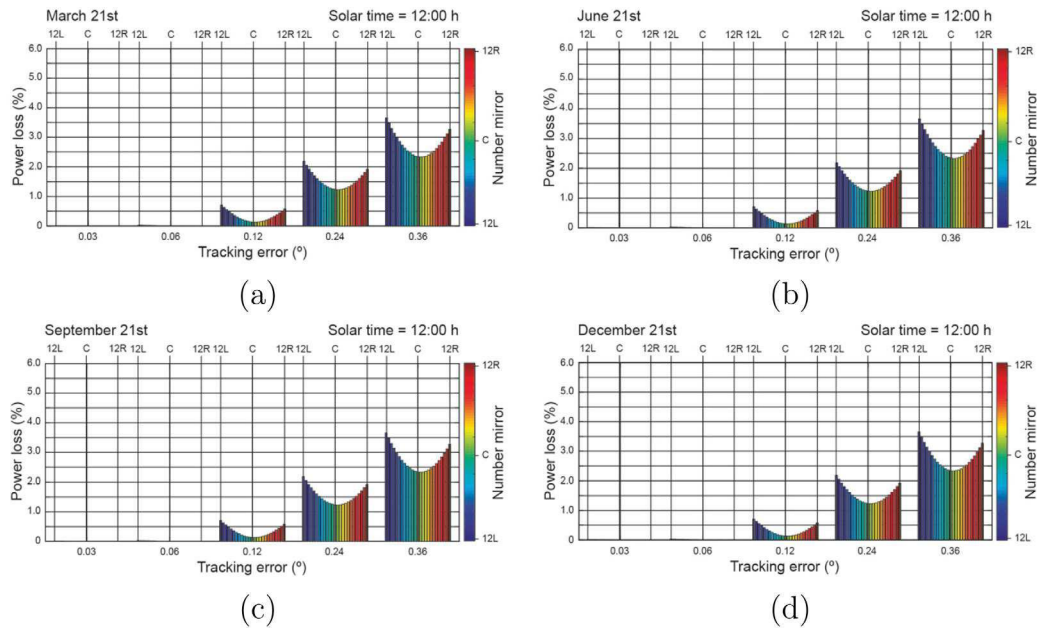 March 21st Solar time = 12:00 h
12L C 12R 12L C 12R 12L C 12R 12L C 12R 12L C 12R
6.0
5.0
4.0
3.0
2.0
1.0
0
Power loss (%)
0.03 0.06 0.12 0.24 0.36
Tracking error (º)
12R
C
12L
Number mirror
(a)
June 21st Solar time = 12:00 h
12L C 12R 12L C 12R 12L C 12R 12L C 12R 12L C 12R
6.0
5.0
4.0
3.0
2.0
1.0
0
Power loss (%)
0.03 0.06 0.12 0.24 0.36
Tracking error (º)
12R
C
12L
Number mirror
(b)
September 21st Solar time = 12:00 h
12L C 12R 12L C 12R 12L C 12R 12L C 12R 12L C 12R
6.0
5.0
4.0
3.0
2.0
1.0
0
Power loss (%)
0.03 0.06 0.12 0.24 0.36
Tracking error (º)
12R
C
12L
Number mirror
(c)
December 21st Solar time = 12:00 h
12L C 12R 12L C 12R 12L C 12R 12L C 12R 12L C 12R
6.0
5.0
4.0
3.0
2.0
1.0
0
Power loss (%)
0.03 0.06 0.12 0.24 0.36
Tracking error (º)
12R
C
12L
Number mirror
(d)